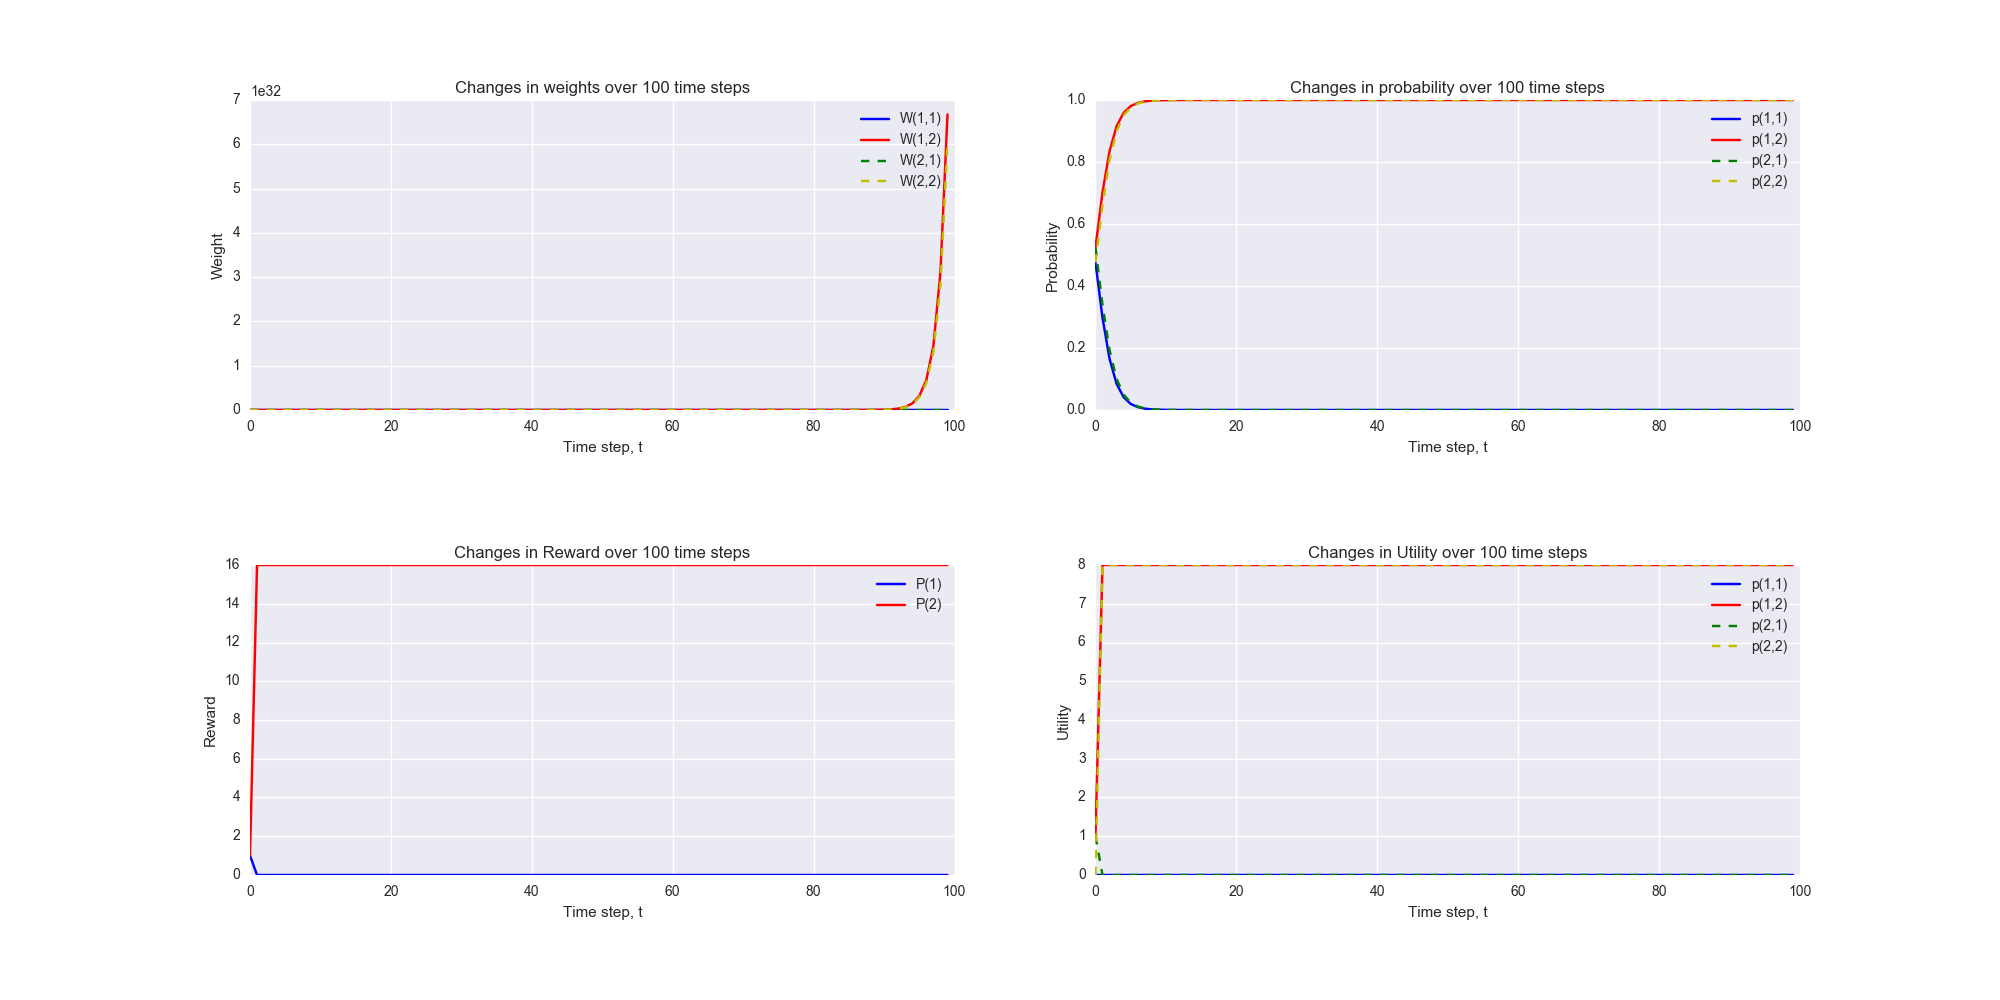 Changes in weights over 100 time steps
1e32
7
6
5
4
3
2
1
0
Weight
W(1,1)
W(1,2)
W(2,1)
W(2,2)
0 20 40 60 80 100
Time step, t
Changes in probability over 100 time steps
1.0
0.8
0.6
0.4
0.2
0.0
Probability
p(1,1)
p(1,2)
p(2,1)
p(2,2)
0 20 40 60 80 100
Time step, t
Changes in Reward over 100 time steps
16
14
12
10
8
6
4
2
0
Reward
P(1)
P(2)
0 20 40 60 80 100
Time step, t
Changes in Utility over 100 time steps
8
7
6
5
4
3
2
1
0
Utility
p(1,1)
p(1,2)
p(2,1)
p(2,2)
0 20 40 60 80 100
Time step, t